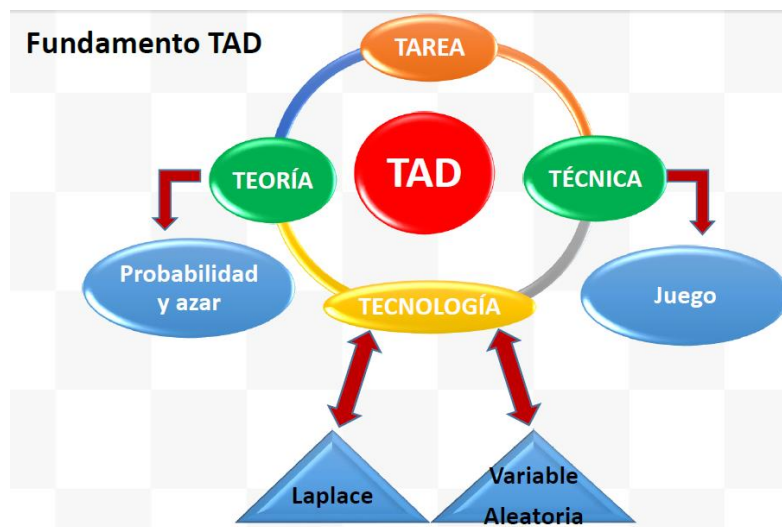 Fundamento TAD
TAREA
TEORÍA
TAD
TÉCNICA
Probabilidad
y azar
TECNOLOGÍA
Juego
Laplace
Variable
Aleatoria